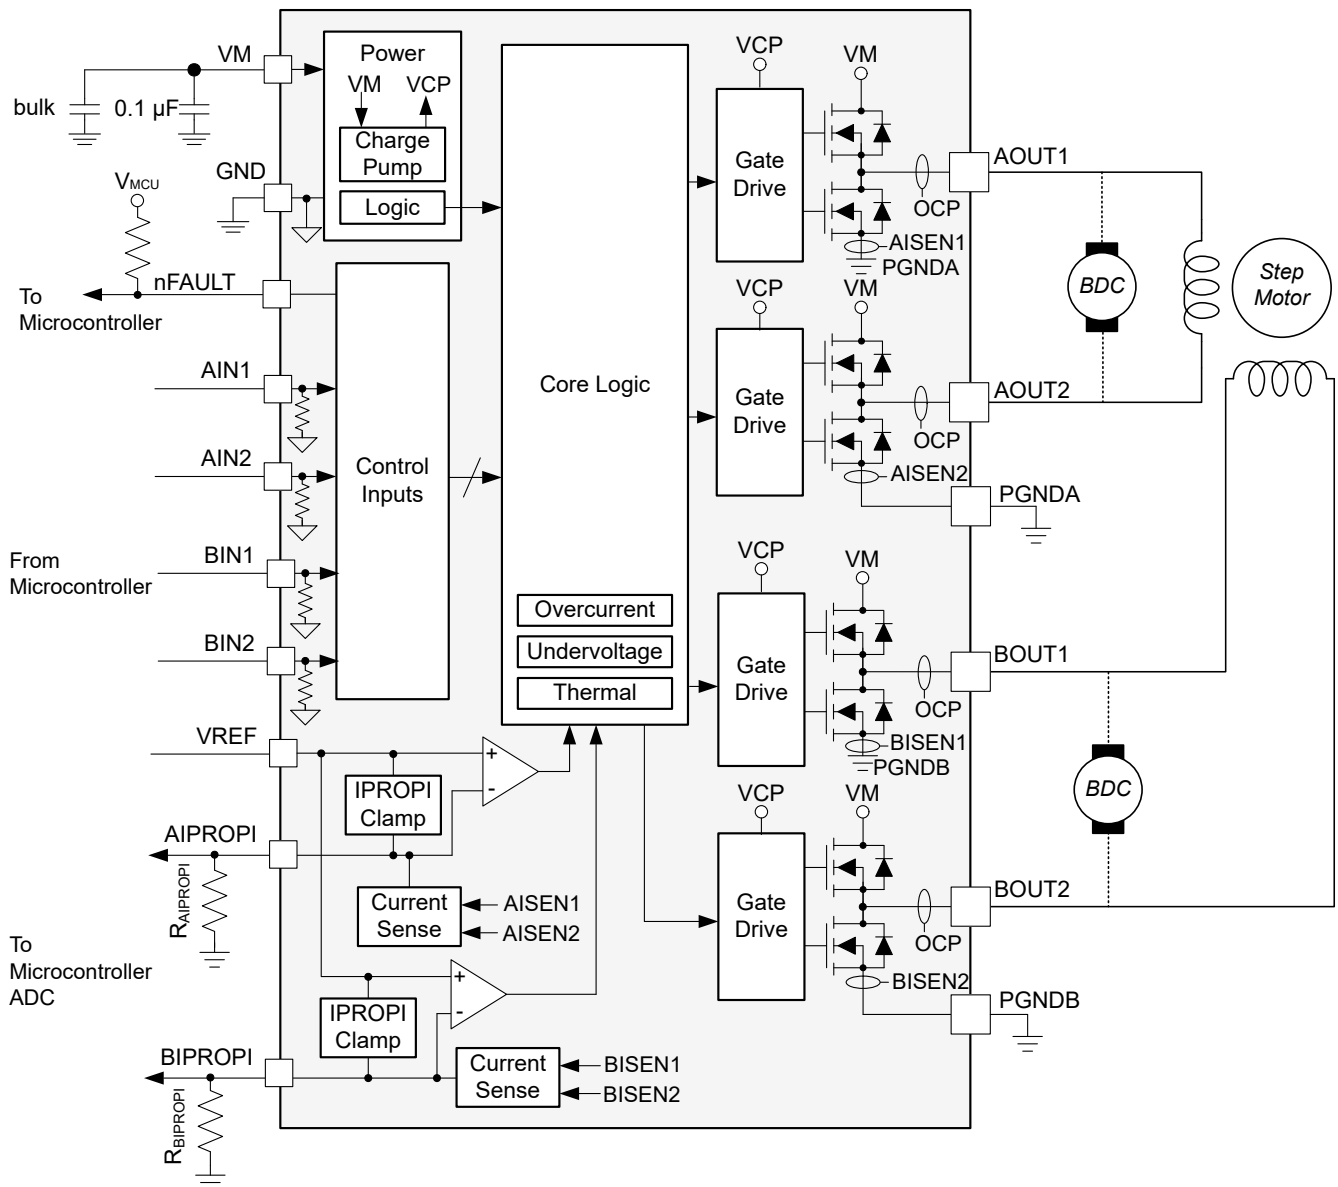 VM
bulk
0.1 µF
Power
VM
VCP
Charge
Pump
Logic
GND
VMCU
nFAULT
To
Microcontroller
AIN1
AIN2
From
Microcontroller
BIN1
BIN2
Control
Inputs
Core Logic
Overcurrent
Undervoltage
Thermal
VREF
+
-
IPROPI
Clamp
AIPROPI
RAIPROPI
Current
Sense
AISEN1
AISEN2
To
Microcontroller
ADC
+
-
IPROPI
Clamp
BIPROPI
RBIPROPI
Current
Sense
BISEN1
BISEN2
VCP
VM
Gate
Drive
OCP
AISEN1
PGNDA
AOUT1
VCP
VM
Gate
Drive
OCP
AISEN2
AOUT2
PGNDA
BDC
Step
Motor
VCP
VM
Gate
Drive
OCP
BISEN1
PGNDB
BOUT1
VCP
VM
Gate
Drive
OCP
BISEN2
BOUT2
PGNDB
BDC